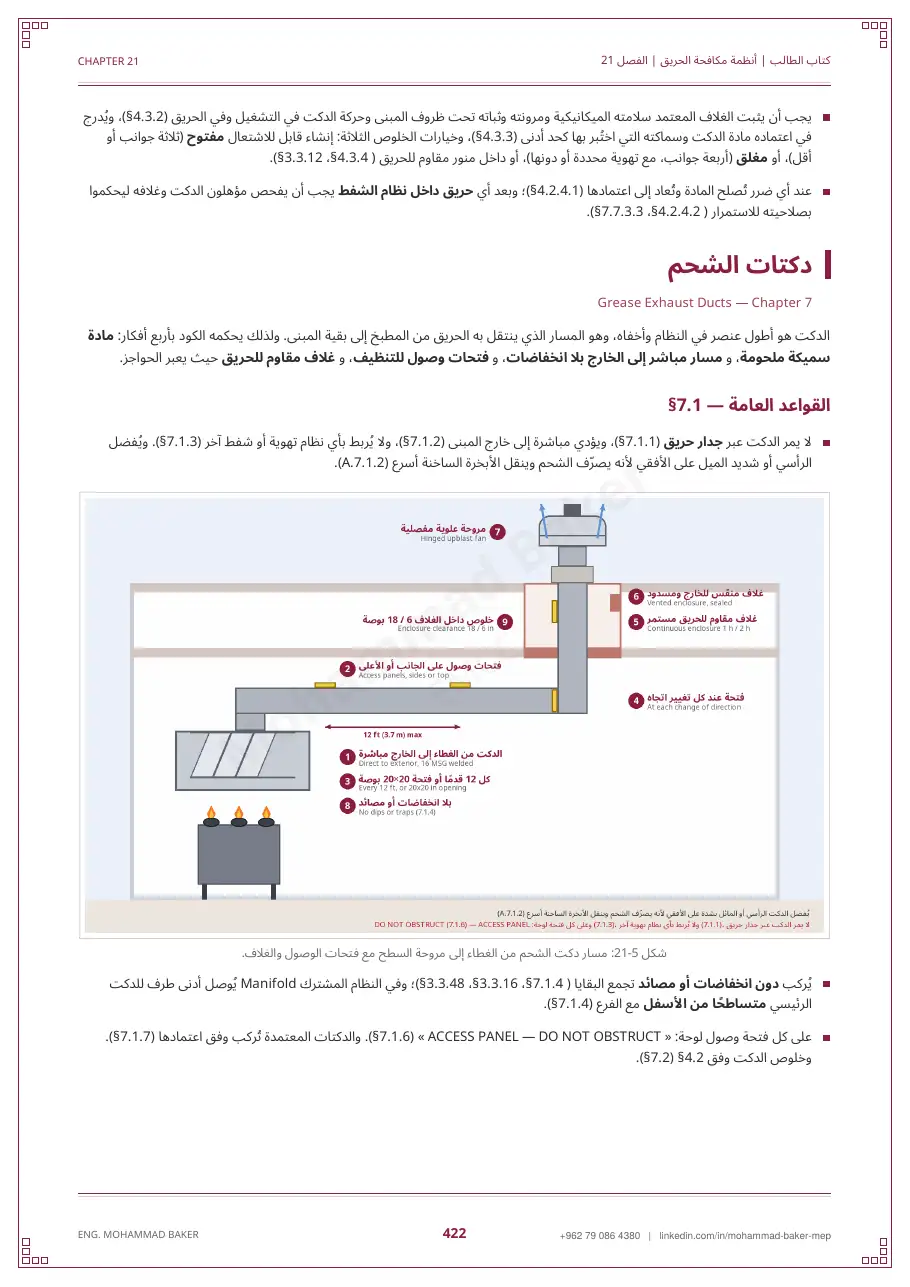 كتاب الطالب | أنظمة مكافحة الحريق | الفصل 21
CHAPTER 21
يجب أن يثبت الغلاف المعتمد سلامته الميكانيكية ومرونته وثباته تحت ظروف المبنى وحركة الدكت في التشغيل وفي الحريق (4.3.2§)، ويُدرج
في اعتماده مادة الدكت وسماكته التي اختُبر بها كحد أدنى (4.3.3§)، وخيارات الخلوص الثلاثة: إنشاء قابل للاشتعال مفتوح (ثلاثة جوانب أو
أقل)، أو مغلق (أربعة جوانب، مع تهوية محددة أو دونها)، أو داخل منور مقاوم للحريق ( 4.3.4§، 3.3.12§).
عند أي ضرر تُصلح المادة وتُعاد إلى اعتمادها (4.2.4.1§)؛ وبعد أي حريق داخل نظام الشفط يجب أن يفحص مؤهلون الدكت وغلافه ليحكموا
بصلاحيته للاستمرار ( 4.2.4.2§، 7.7.3.3§).
دكتات الشحم
Grease Exhaust Ducts — Chapter 7
الدكت هو أطول عنصر في النظام وأخفاه، وهو المسار الذي ينتقل به الحريق من المطبخ إلى بقية المبنى. ولذلك يحكمه الكود بأربع أفكار: مادة
سميكة ملحومة، و مسار مباشر إلى الخارج بلا انخفاضات، و فتحات وصول للتنظيف، و غلاف مقاوم للحريق حيث يعبر الحواجز.
القواعد العامة — 7.1§
لا يمر الدكت عبر جدار حريق (7.1.1§)، ويؤدي مباشرة إلى خارج المبنى (7.1.2§)، ولا يُربط بأي نظام تهوية أو شفط آخر (7.1.3§)، ويُفضل
الرأسي أو شديد الميل على الأفقي لأنه يصرّف الشحم وينقل الأبخرة الساخنة أسرع (A.7.1.2).
مروحة علوية مفصلية
7
Hinged upblast fan
6
غلاف منفّس للخارج ومسدود
Vented enclosure, sealed
خلوص داخل الغلاف 6 / 18 بوصة
9
Enclosure clearance 18 / 6 in
5
غلاف مقاوم للحريق مستمر
Continuous enclosure 1 h / 2 h
2
فتحات وصول على الجانب أو الأعلى
Access panels, sides or top
4
فتحة عند كل تغيير اتجاه
At each change of direction
12 ft (3.7 m) max
1
الدكت من الغطاء إلى الخارج مباشرة
Direct to exterior, 16 MSG welded
3
كل 12 قدمًا أو فتحة 20×20 بوصة
Every 12 ft, or 20x20 in opening
8
بلا انخفاضات أو مصائد
No dips or traps (7.1.4)
يُفضل الدكت الرأسي أو المائل بشدة على الأفقي لأنه يصرّف الشحم وينقل الأبخرة الساخنة أسرع (A.7.1.2)
لا يمر الدكت عبر جدار حريق (7.1.1)، ولا يُربط بأي نظام تهوية آخر (7.1.3)، وعلى كل فتحة لوحة: DO NOT OBSTRUCT (7.1.6) — ACCESS PANEL
شكل 5-21: مسار دكت الشحم من الغطاء إلى مروحة السطح مع فتحات الوصول والغلاف.
يُركب دون انخفاضات أو مصائد تجمع البقايا ( 7.1.4§، 3.3.16§، 3.3.48§)؛ وفي النظام المشترك Manifold يُوصل أدنى طرف للدكت
الرئيسي متساطحًا من الأسفل مع الفرع (7.1.4§).
على كل فتحة وصول لوحة: « ACCESS PANEL — DO NOT OBSTRUCT » (7.1.6§). والدكتات المعتمدة تُركب وفق اعتمادها (7.1.7§).
وخلوص الدكت وفق 4.2§ (7.2§).
ENG. MOHAMMAD BAKER
422
+962 79 086 4380 | linkedin.com/in/mohammad-baker-mep